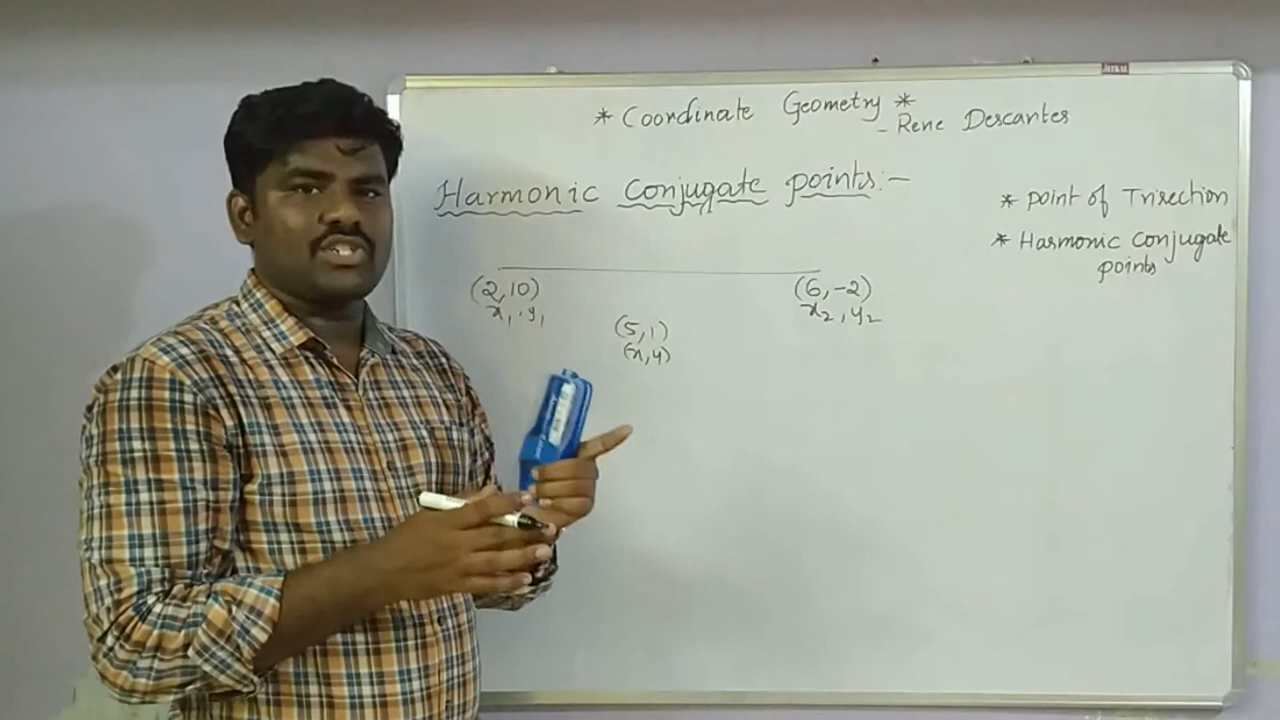 * Coordinate Geometry *
- Rene Descartes
Harmonic Conjugate points:-
* Point of Trisection
* Harmonic Conjugate
points
(2,10)
x₁, y₁
(6,-2)
x₂, y₂
(5,1)
(x,y)